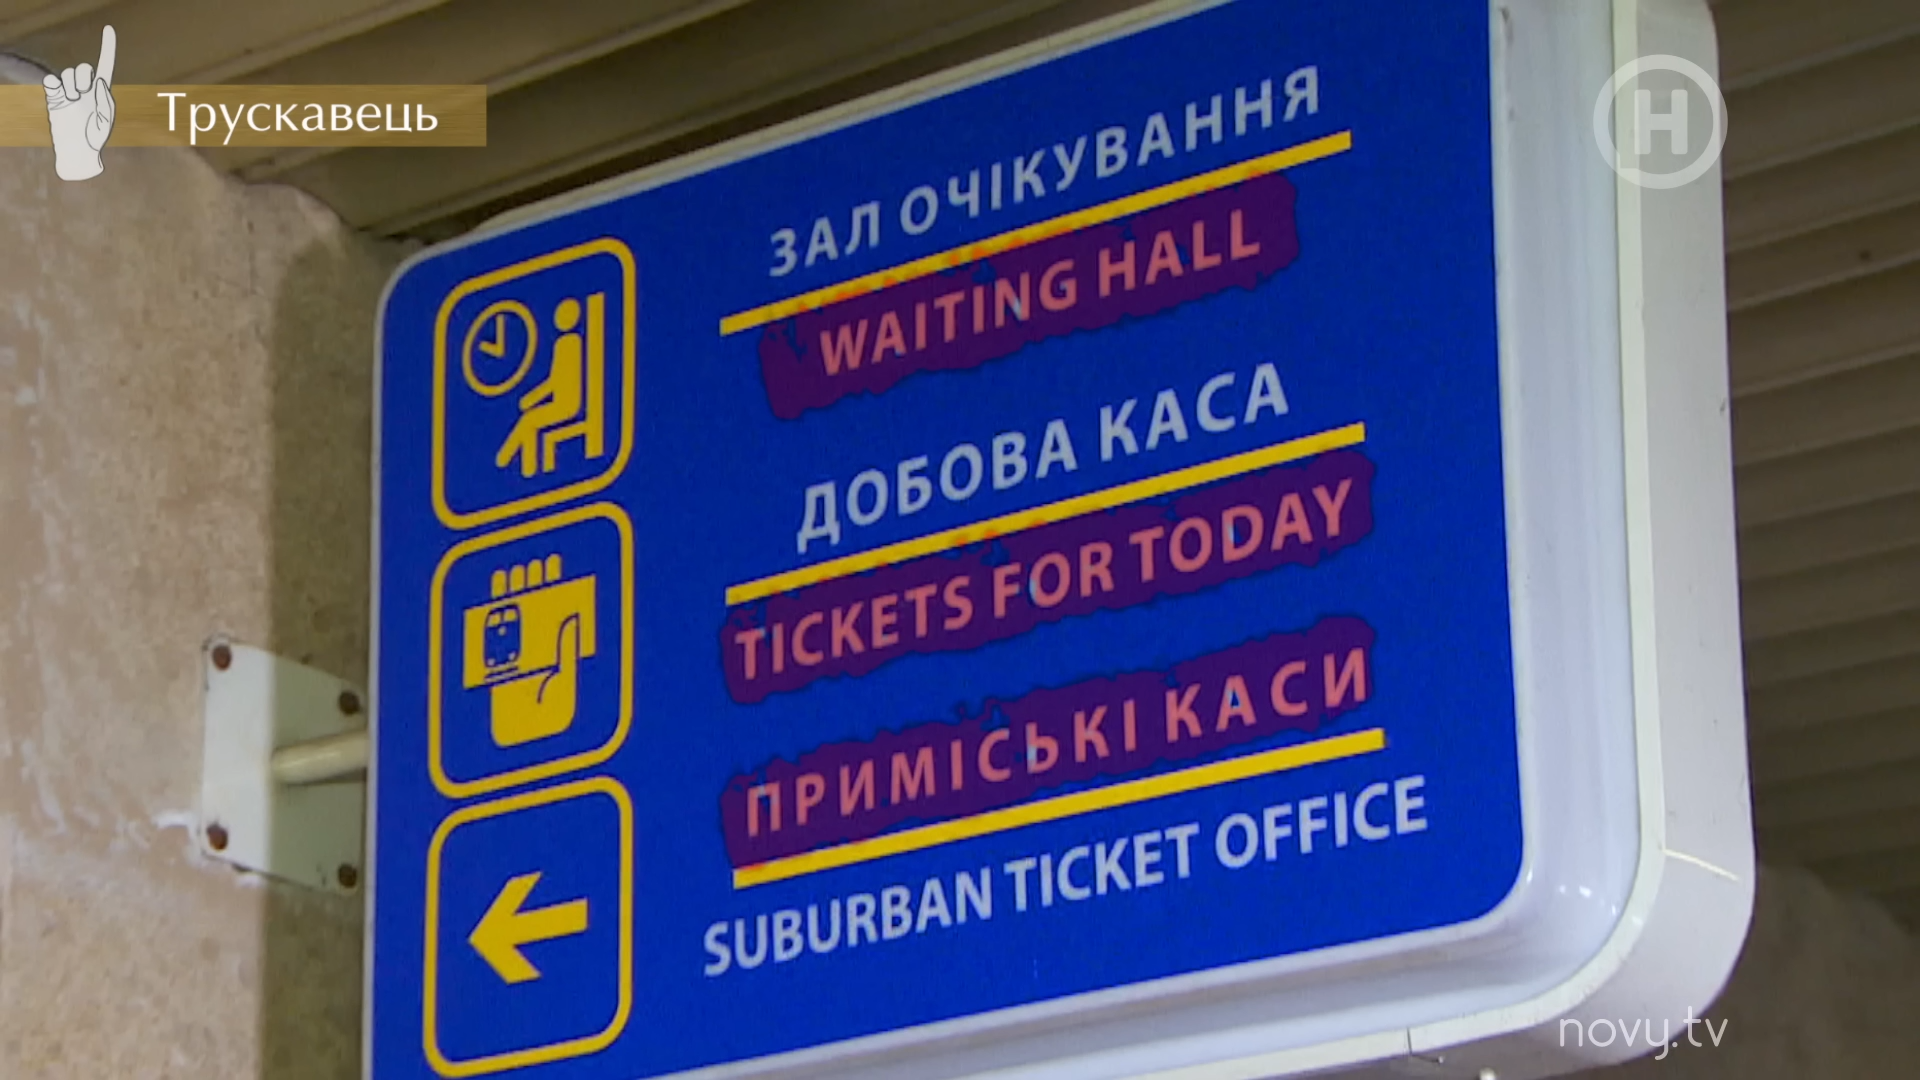 Трускавець
Н
ЗАЛ ОЧІКУВАННЯ
WAITING HALL
ДОБОВА КАСА
TICKETS FOR TODAY
ПРИМІСЬКІ КАСИ
SUBURBAN TICKET OFFICE
novy.tv